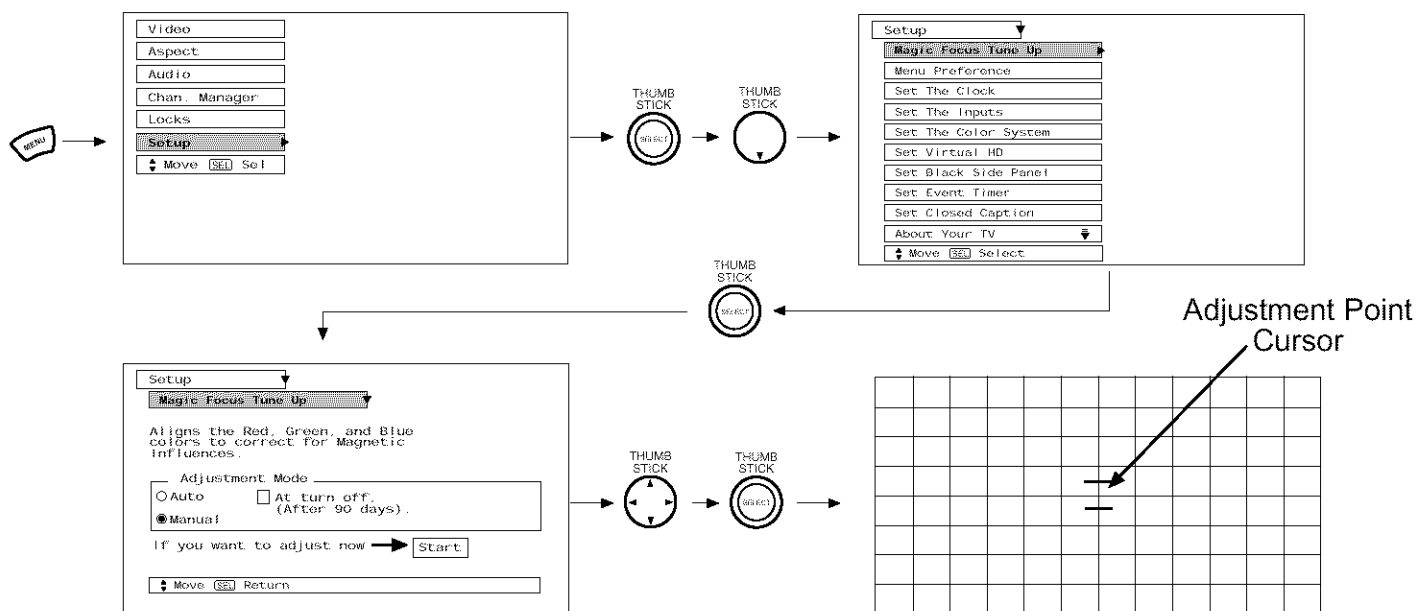 Video
Aspect
Audio
Chan. Manager
Locks
Setup
Move SEL Sel
MENU
THUMB
STICK
SELECT
THUMB
STICK
Setup
Magic Focus Tune Up
Menu Preference
Set The Clock
Set The Inputs
Set The Color System
Set Virtual HD
Set Black Side Panel
Set Event Timer
Set Closed Caption
About Your TV
Move SEL Select
THUMB
STICK
SELECT
Adjustment Point
Cursor
Setup
Magic Focus Tune Up
Aligns the Red, Green, and Blue
colors to correct for Magnetic
Influences.
Adjustment Mode
Auto
At turn off,
(After 90 days).
Manual
If you want to adjust now
Start
Move SEL Return
THUMB
STICK
THUMB
STICK
SELECT